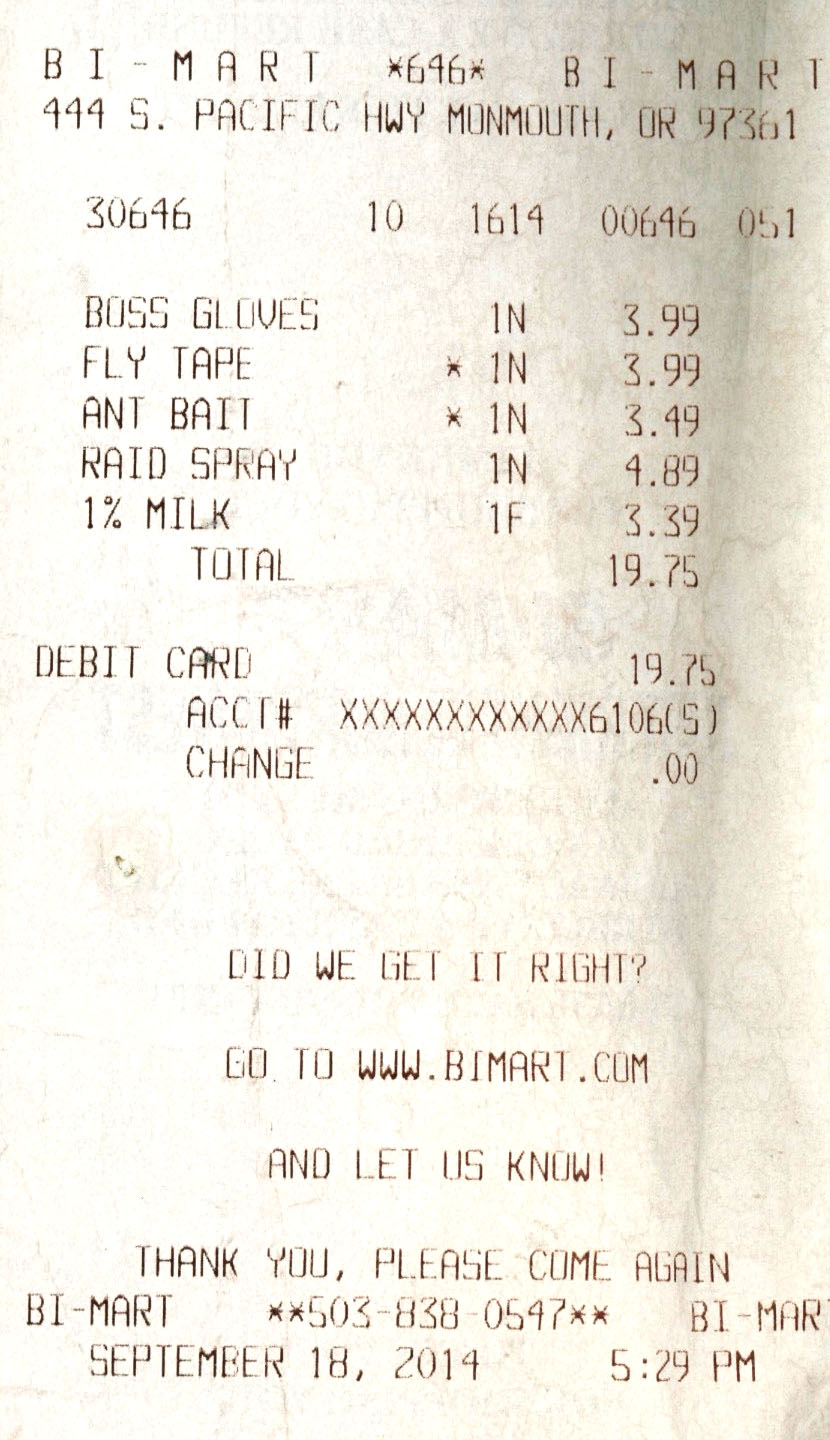 BI-MART *646* BI-MART
444 S. PACIFIC HWY MONMOUTH, OR 97361
30646 10 1614 00646 051
BOSS GLOVES 1N 3.99
FLY TAPE * 1N 3.99
ANT BAIT * 1N 3.49
RAID SPRAY 1N 4.89
1% MILK 1F 3.39
TOTAL 19.75
DEBIT CARD 19.75
ACCT# XXXXXXXXXXXX6106(S)
CHANGE .00
DID WE GET IT RIGHT?
GO TO WWW.BIMART.COM
AND LET US KNOW!
THANK YOU, PLEASE COME AGAIN
BI-MART **503-838-0547** BI-MAR
SEPTEMBER 18, 2014 5:29 PM